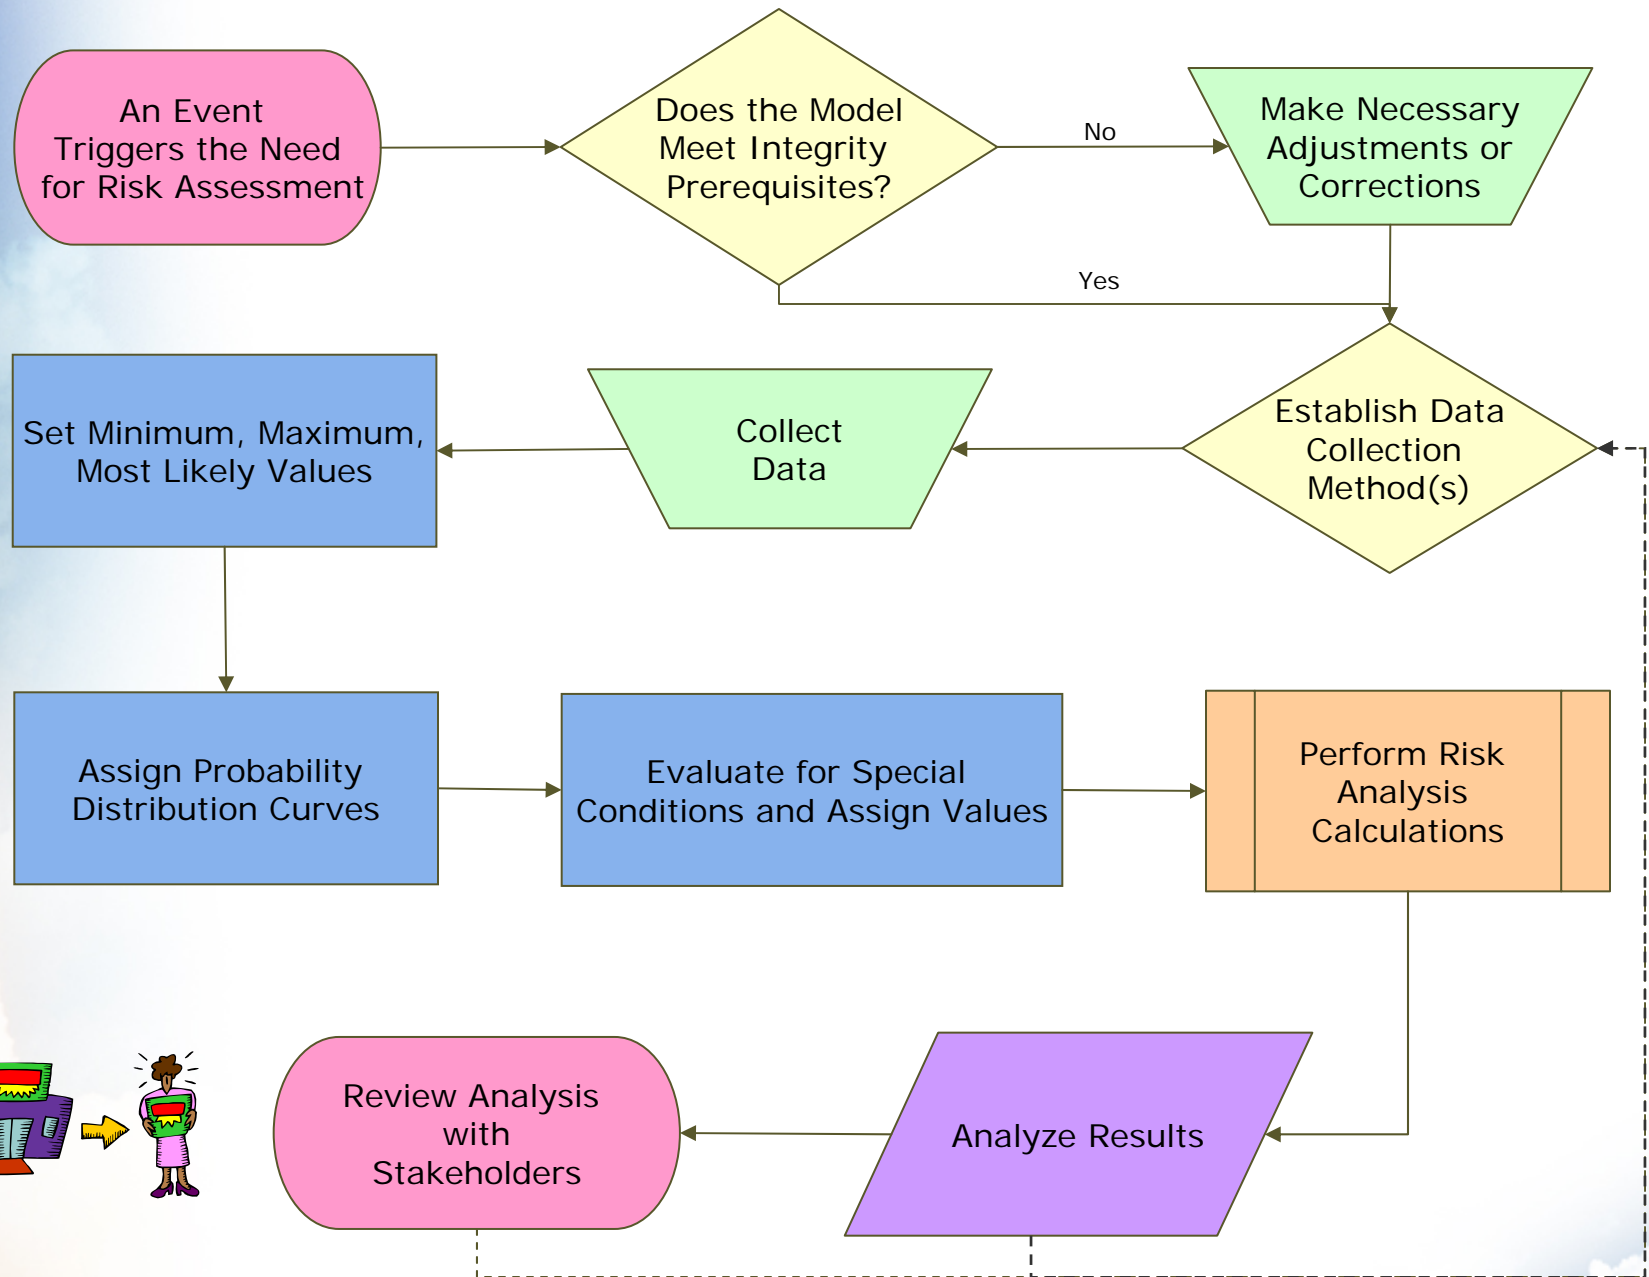 An Event
Triggers the Need
for Risk Assessment
Does the Model
Meet Integrity
Prerequisites?
No
Make Necessary
Adjustments or
Corrections
Yes
Establish Data
Collection
Method(s)
Collect
Data
Set Minimum, Maximum,
Most Likely Values
Assign Probability
Distribution Curves
Evaluate for Special
Conditions and Assign Values
Perform Risk
Analysis
Calculations
Analyze Results
Review Analysis
with
Stakeholders